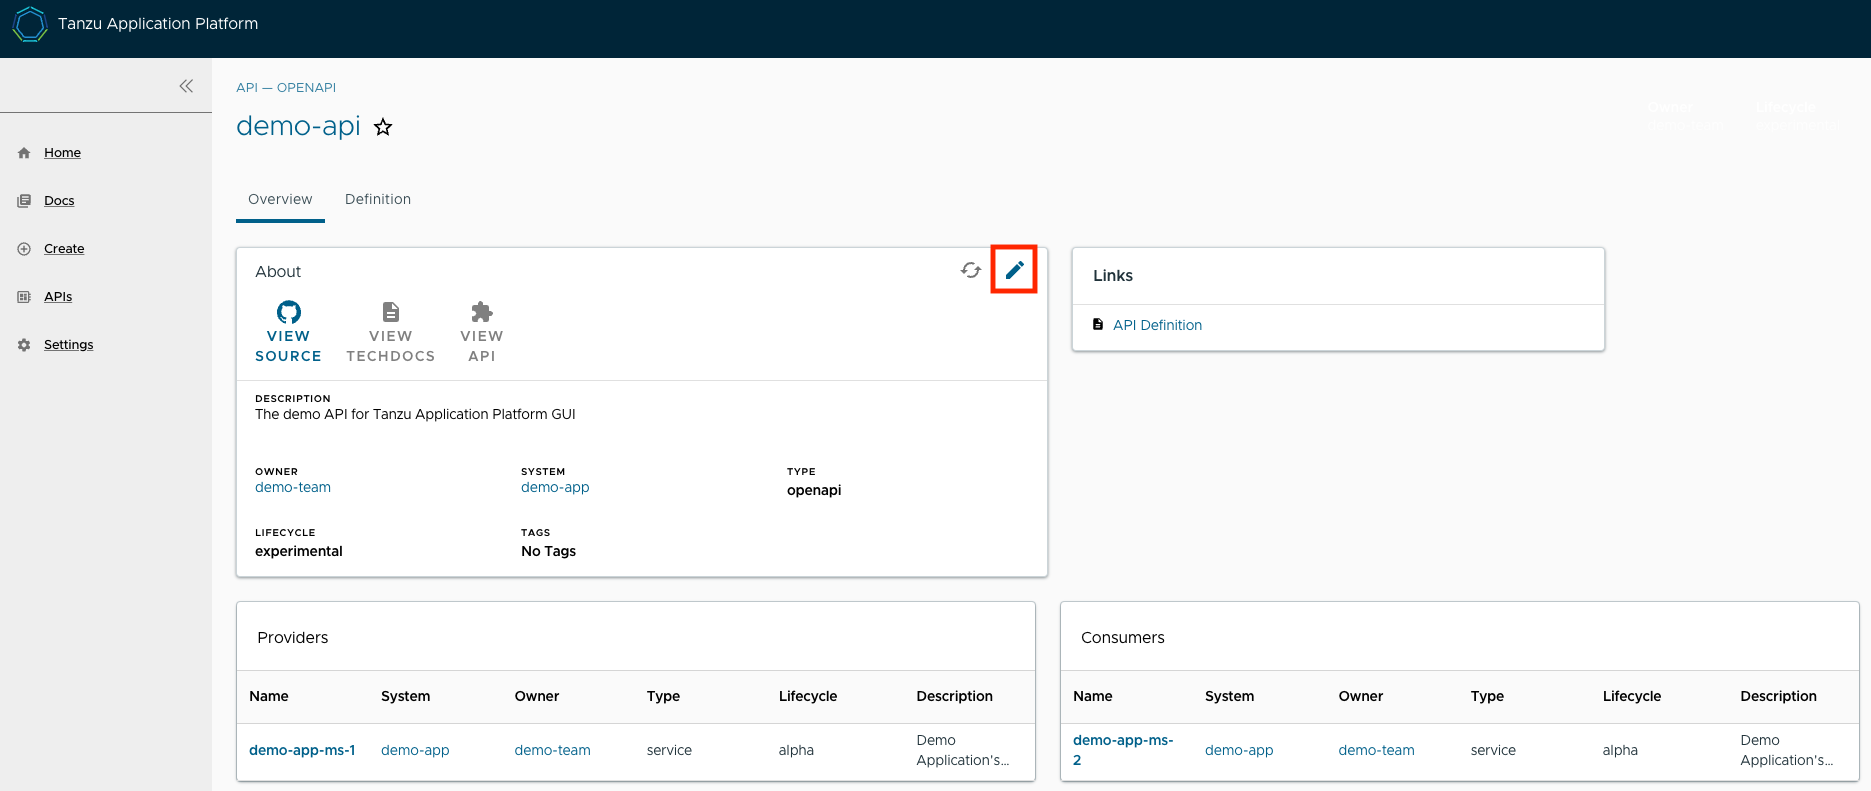 Tanzu Application Platform
Home
Docs
Create
APIs
Settings
API — OPENAPI
demo-api
Owner
Lifecycle
Overview
Definition
About
VIEW
SOURCE
VIEW
TECHDOCS
VIEW
API
DESCRIPTION
The demo API for Tanzu Application Platform GUI
OWNER
demo-team
SYSTEM
demo-app
TYPE
openapi
LIFECYCLE
experimental
TAGS
No Tags
Links
API Definition
Providers
Name System Owner Type Lifecycle Description
demo-app-ms-1 demo-app demo-team service alpha Demo
Application's...
Consumers
Name System Owner Type Lifecycle Description
demo-app-ms-
2 demo-app demo-team service alpha Demo
Application's...